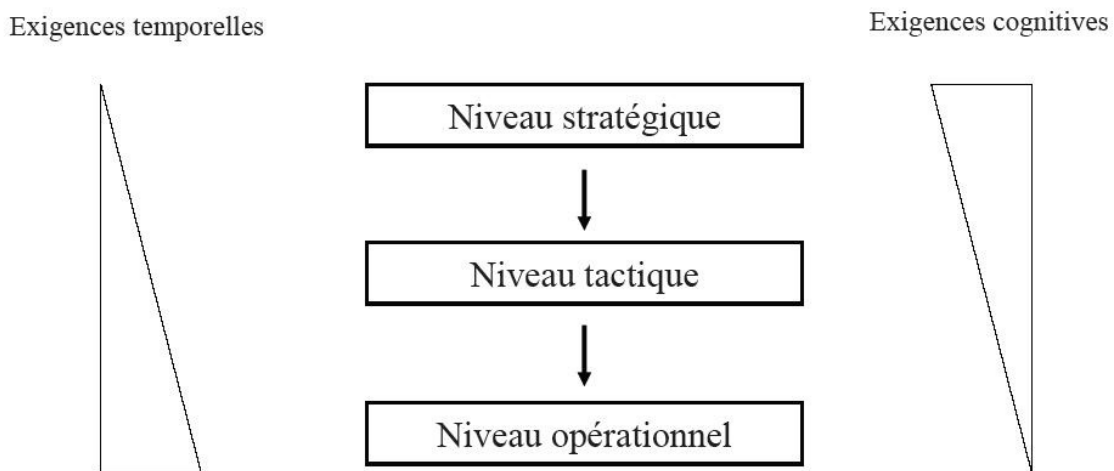 Exigences temporelles
Exigences cognitives
Niveau stratégique
Niveau tactique
Niveau opérationnel